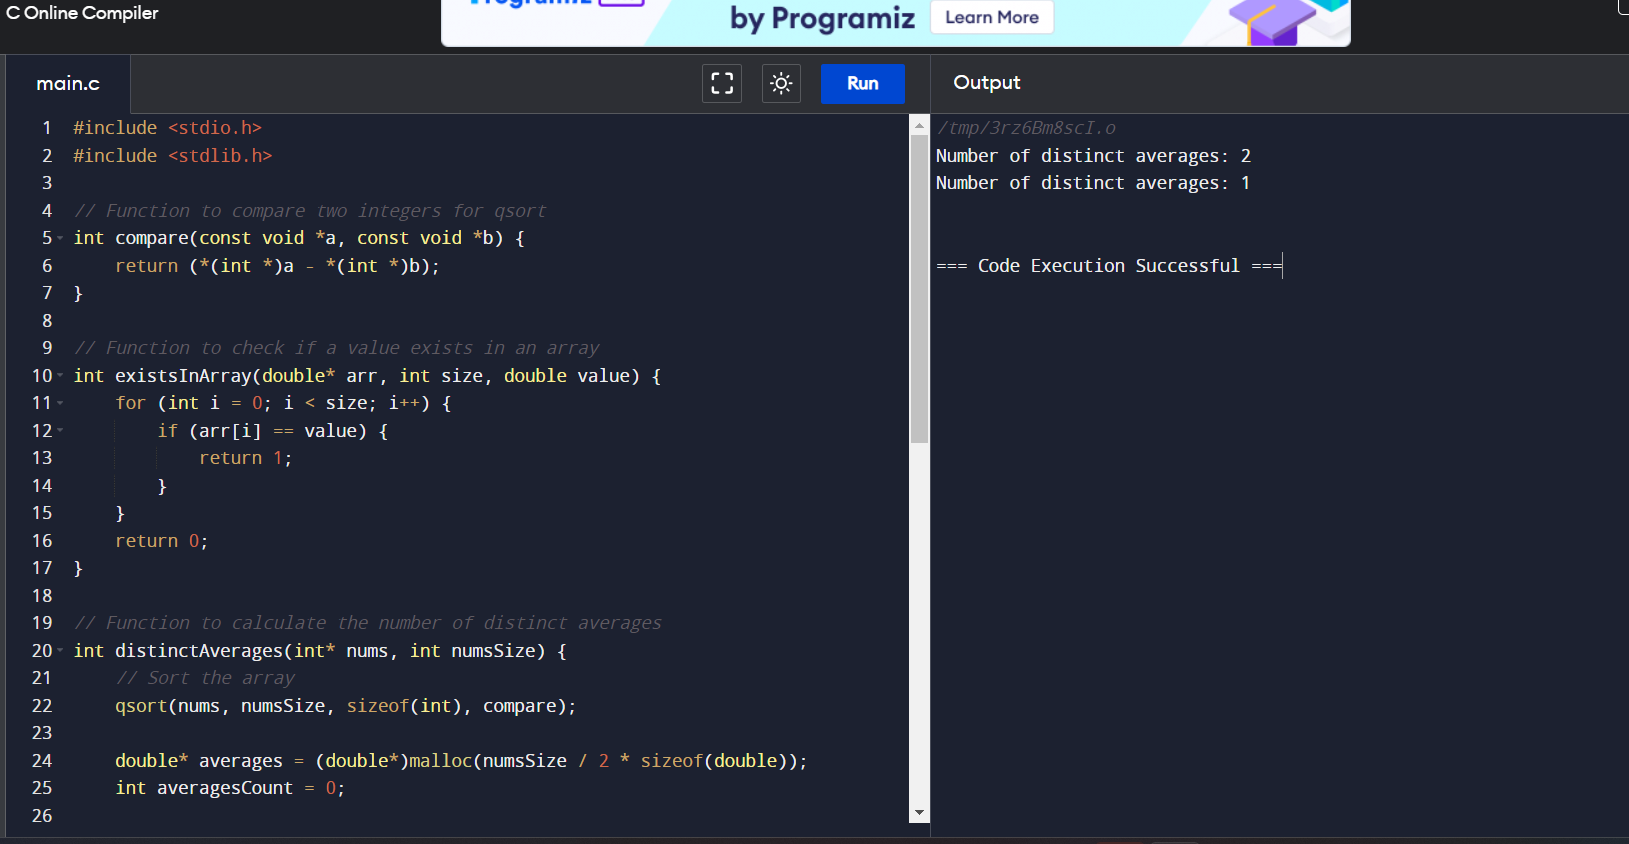 C Online Compiler
Programiz
by Programiz
Learn More
main.c
Run
Output
1 #include <stdio.h>
2 #include <stdlib.h>
3
4 // Function to compare two integers for qsort
5 int compare(const void *a, const void *b) {
6     return (*(int *)a - *(int *)b);
7 }
8
9 // Function to check if a value exists in an array
10 int existsInArray(double* arr, int size, double value) {
11     for (int i = 0; i < size; i++) {
12         if (arr[i] == value) {
13             return 1;
14         }
15     }
16     return 0;
17 }
18
19 // Function to calculate the number of distinct averages
20 int distinctAverages(int* nums, int numsSize) {
21     // Sort the array
22     qsort(nums, numsSize, sizeof(int), compare);
23
24     double* averages = (double*)malloc(numsSize / 2 * sizeof(double));
25     int averagesCount = 0;
26
/tmp/3rz6Bm8scI.o
Number of distinct averages: 2
Number of distinct averages: 1
=== Code Execution Successful ===